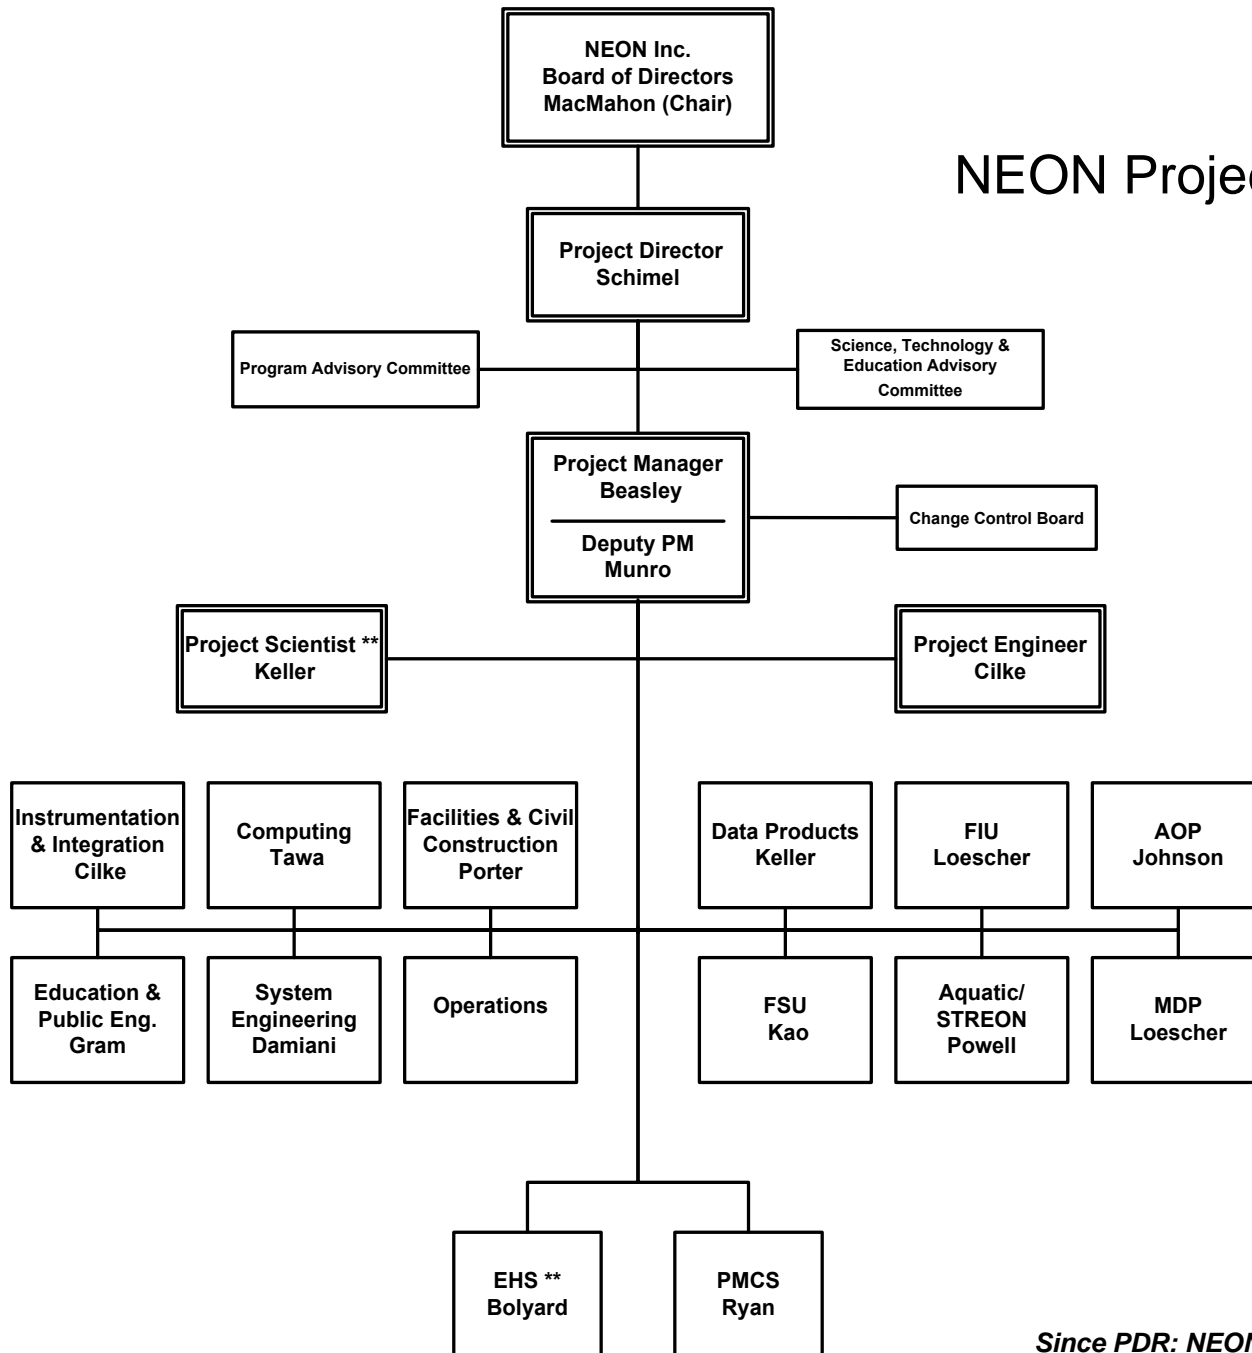 NEON Inc.
Board of Directors
MacMahon (Chair)
NEON Projec
Project Director
Schimel
Program Advisory Committee
Science, Technology &
Education Advisory
Committee
Project Manager
Beasley
Deputy PM
Munro
Change Control Board
Project Scientist **
Keller
Project Engineer
Cilke
Instrumentation
& Integration
Cilke
Computing
Tawa
Facilities & Civil
Construction
Porter
Data Products
Keller
FIU
Loescher
AOP
Johnson
Education &
Public Eng.
Gram
System
Engineering
Damiani
Operations
FSU
Kao
Aquatic/
STREON
Powell
MDP
Loescher
EHS **
Bolyard
PMCS
Ryan
Since PDR: NEON